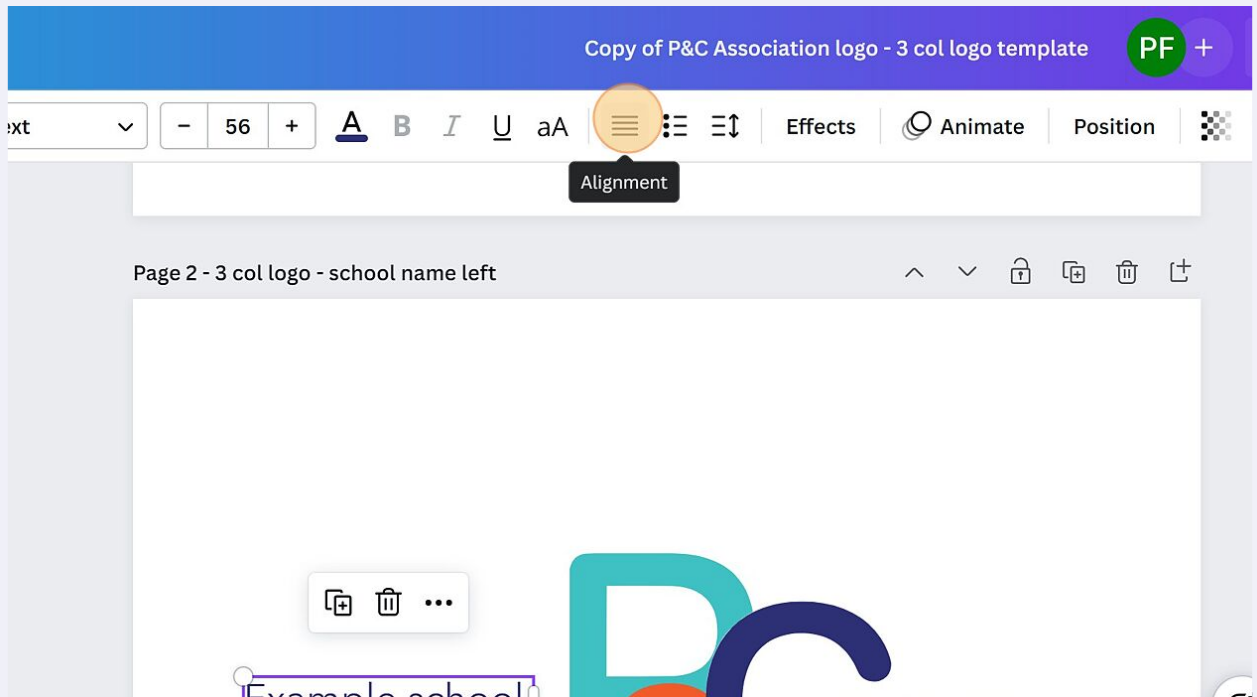 Copy of P&C Association logo - 3 col logo template PF +
- 56 + A B I U aA Effects Animate Position
Alignment
Page 2 - 3 col logo - school name left
Example school